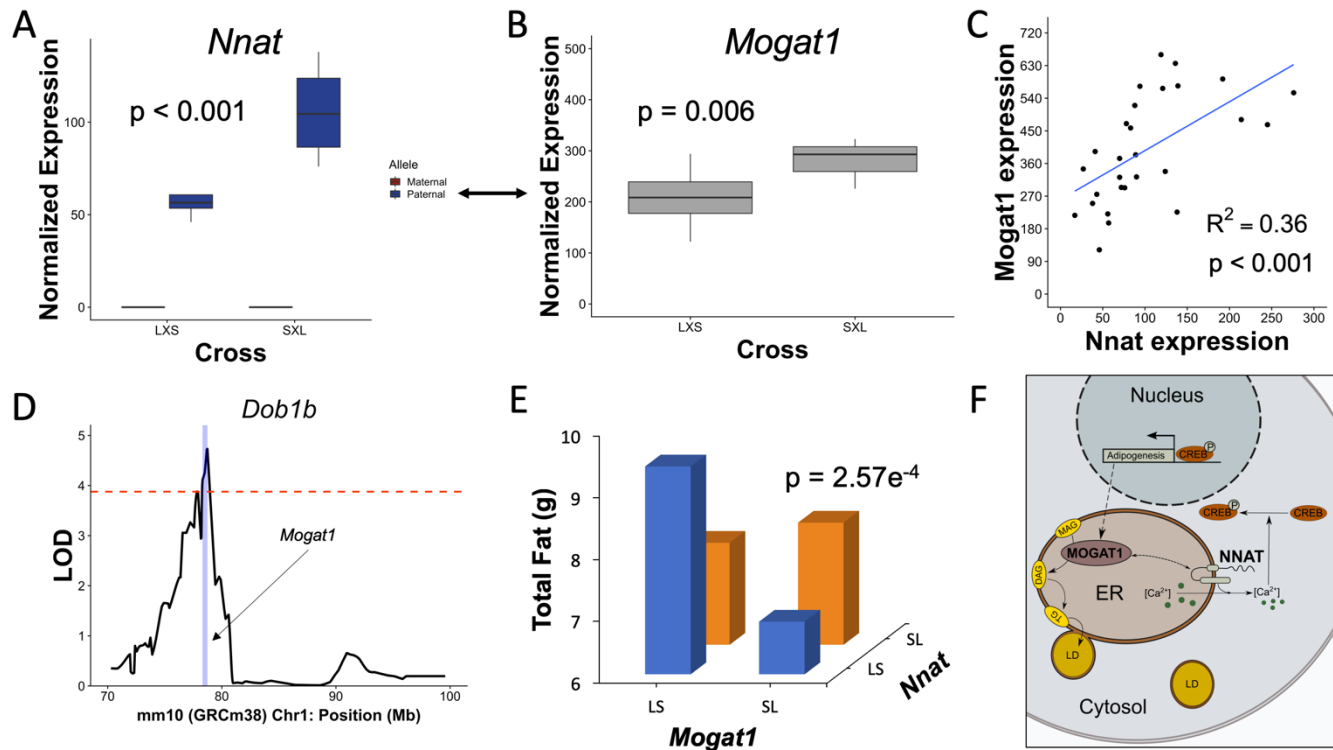 A
Nnat
p < 0.001
Normalized Expression
100
50
0
LXS
SXL
Cross
Allele
Maternal
Paternal
B
Mogat1
p = 0.006
Normalized Expression
500
400
300
200
100
0
LXS
SXL
Cross
C
Mogat1 expression
720
630
540
450
360
270
180
90
0
R² = 0.36
p < 0.001
0 50 100 150 200 250 300
Nnat expression
D
Dob1b
LOD
5
4
3
2
1
0
Mogat1
70 80 90 100
mm10 (GRCm38) Chr1: Position (Mb)
E
p = 2.57e⁻⁴
Total Fat (g)
10
9
8
7
6
LS
SL
Mogat1
LS
SL
Nnat
F
Nucleus
Adipogenesis
CREB
P
CREB
P
CREB
MAG
MOGAT1
NNAT
DAG
ER
[Ca²⁺]
[Ca²⁺]
TG
LD
LD
Cytosol